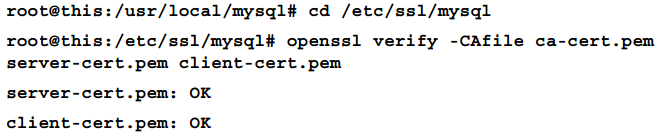 root@this:/usr/local/mysql# cd /etc/ssl/mysql
root@this:/etc/ssl/mysql# openssl verify -CAfile ca-cert.pem
server-cert.pem client-cert.pem
server-cert.pem: OK
client-cert.pem: OK